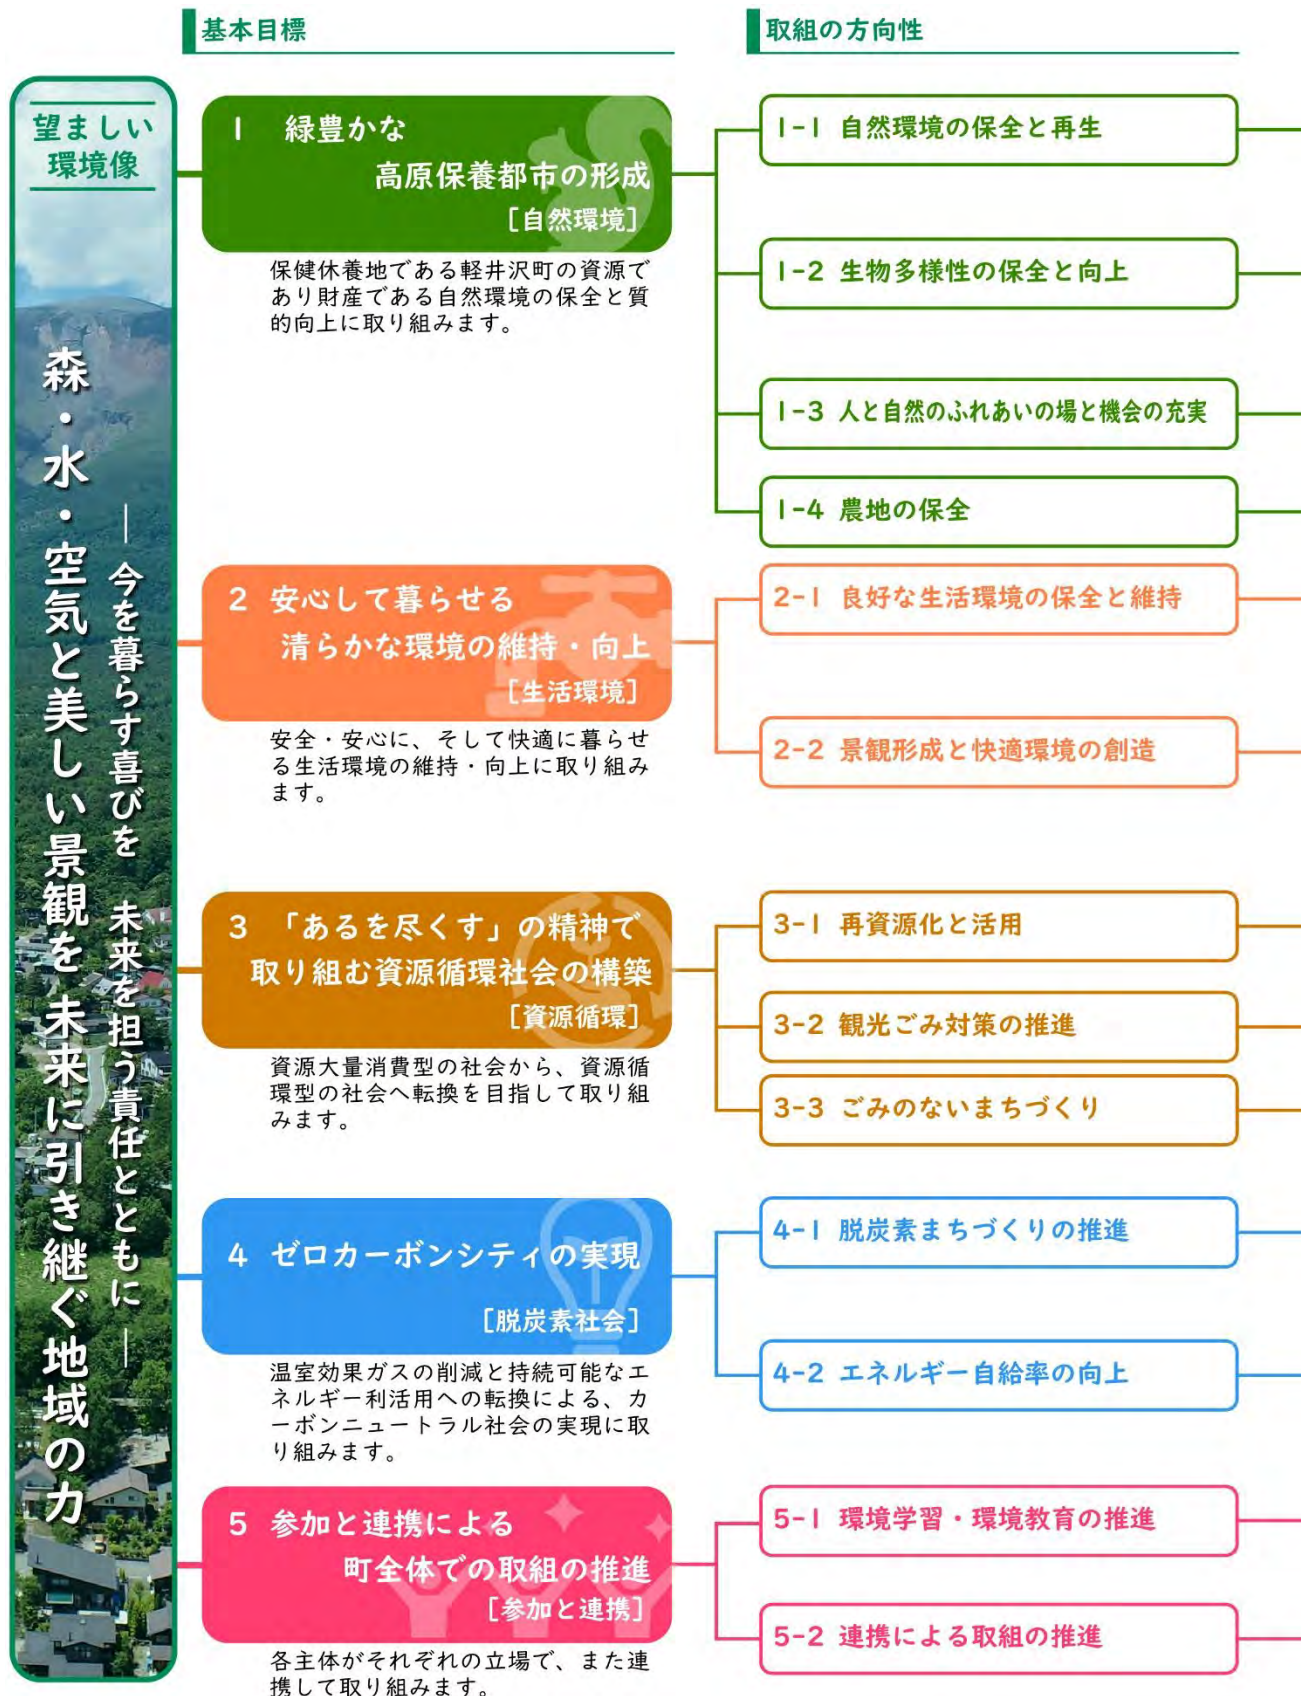 基本目標
取組の方向性
望ましい
環境像
森・水・空気と美しい景観を未来に引き継ぐ地域の力
―今を暮らす喜びを 未来を担う責任とともに―
1 緑豊かな
高原保養都市の形成
[自然環境]
保健休養地である軽井沢町の資源で
あり財産である自然環境の保全と質
的向上に取り組みます。
1-1 自然環境の保全と再生
1-2 生物多様性の保全と向上
1-3 人と自然のふれあいの場と機会の充実
1-4 農地の保全
2 安心して暮らせる
清らかな環境の維持・向上
[生活環境]
安全・安心に、そして快適に暮らせ
る生活環境の維持・向上に取り組み
ます。
2-1 良好な生活環境の保全と維持
2-2 景観形成と快適環境の創造
3 「あるを尽くす」の精神で
取り組む資源循環社会の構築
[資源循環]
資源大量消費型の社会から、資源循
環型の社会へ転換を目指して取り組
みます。
3-1 再資源化と活用
3-2 観光ごみ対策の推進
3-3 ごみのないまちづくり
4 ゼロカーボンシティの実現
[脱炭素社会]
温室効果ガスの削減と持続可能なエ
ネルギー利活用への転換による、カ
ーボンニュートラル社会の実現に取
り組みます。
4-1 脱炭素まちづくりの推進
4-2 エネルギー自給率の向上
5 参加と連携による
町全体での取組の推進
[参加と連携]
各主体がそれぞれの立場で、また連
携して取り組みます。
5-1 環境学習・環境教育の推進
5-2 連携による取組の推進